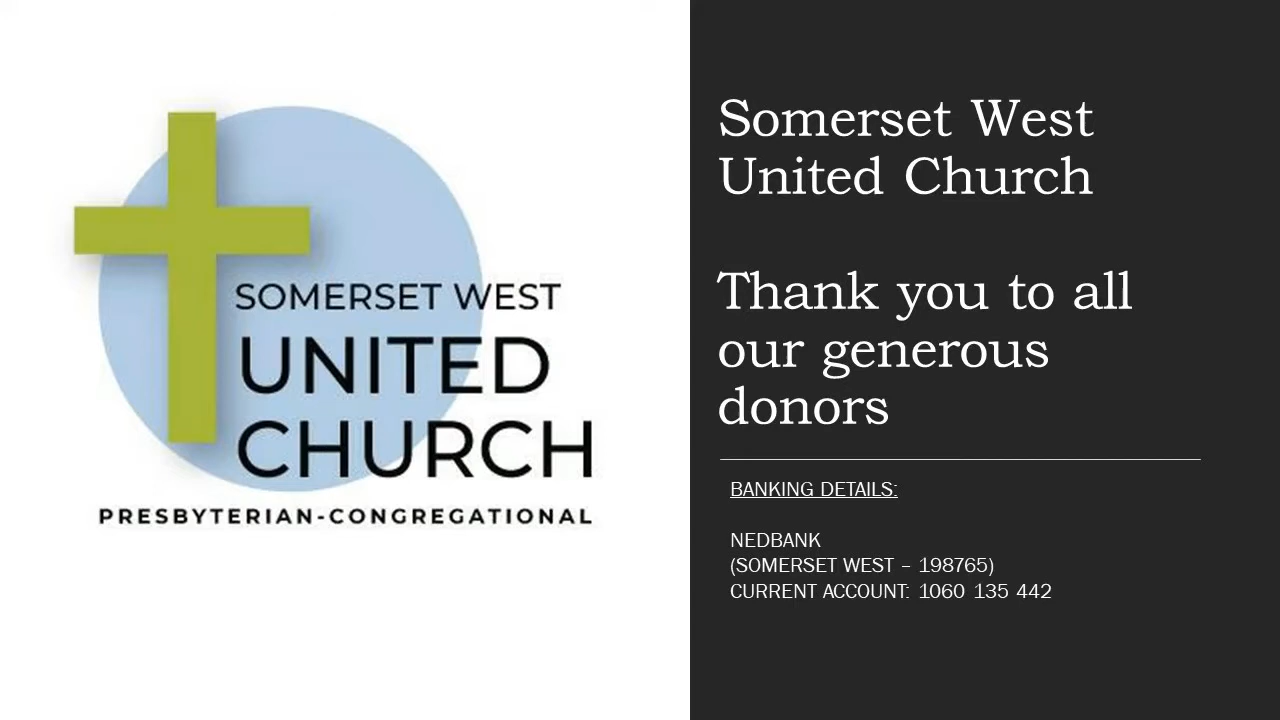 SOMERSET WEST
UNITED
CHURCH
PRESBYTERIAN-CONGREGATIONAL
Somerset West
United Church
Thank you to all
our generous
donors
BANKING DETAILS:
NEDBANK
(SOMERSET WEST – 198765)
CURRENT ACCOUNT: 1060 135 442